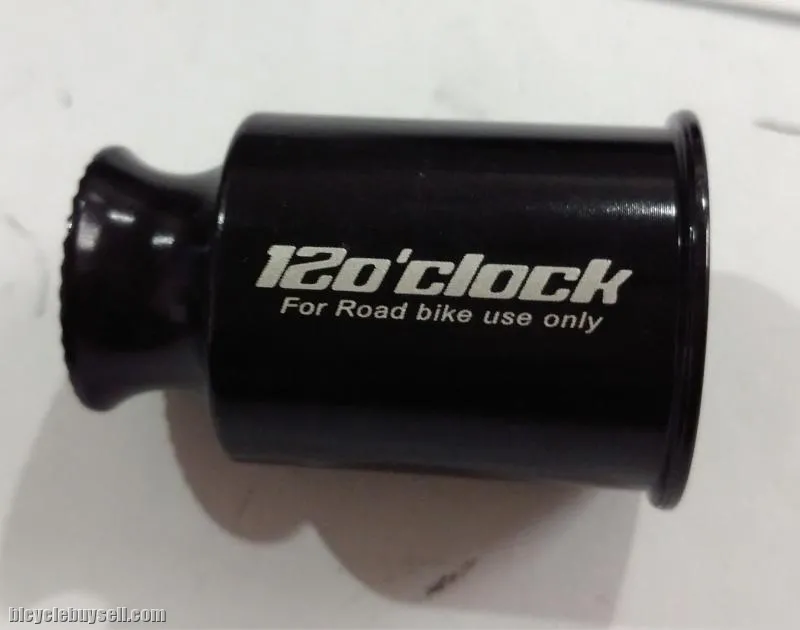 12o'clock
For Road bike use only
bicyclebuysell.com